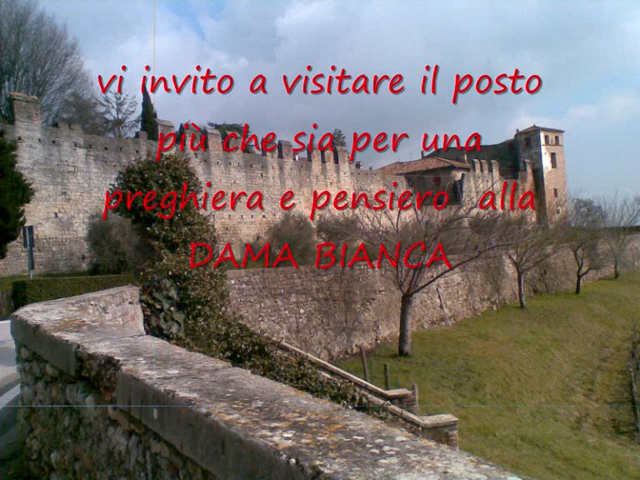 vi invito a visitare il posto
più che sia per una
preghiera e pensiero alla
DAMA BIANCA